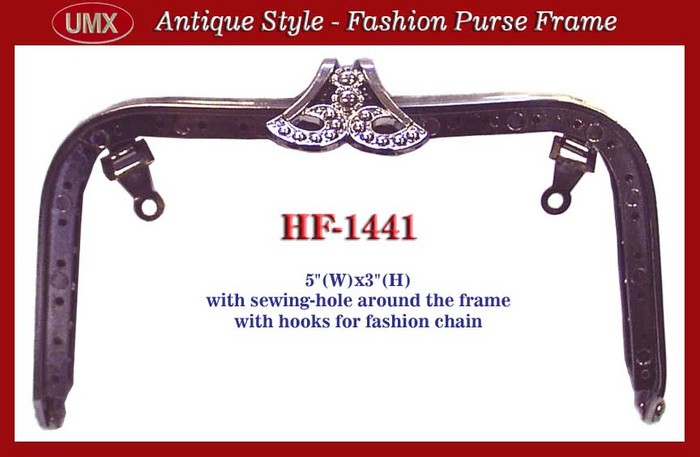 UMX
Antique Style - Fashion Purse Frame
HF-1441
5"(W)x3"(H)
with sewing-hole around the frame
with hooks for fashion chain